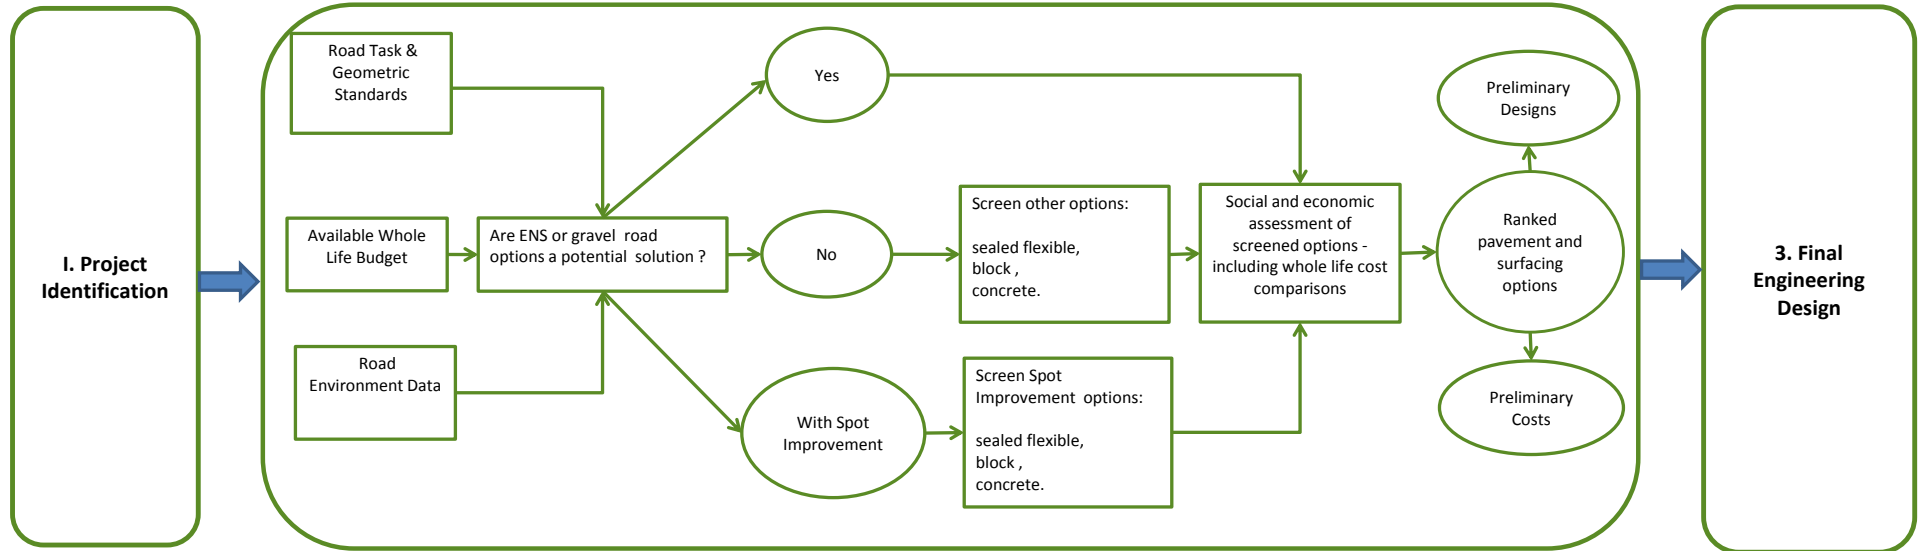 I. Project
Identification
Road Task &
Geometric
Standards
Available Whole
Life Budget
Road
Environment Data
Are ENS or gravel road
options a potential solution ?
Yes
No
With Spot
Improvement
Screen other options:
sealed flexible,
block ,
concrete.
Screen Spot
Improvement options:
sealed flexible,
block ,
concrete.
Social and economic
assessment of
screened options -
including whole life cost
comparisons
Preliminary
Designs
Ranked
pavement and
surfacing
options
Preliminary
Costs
3. Final
Engineering
Design